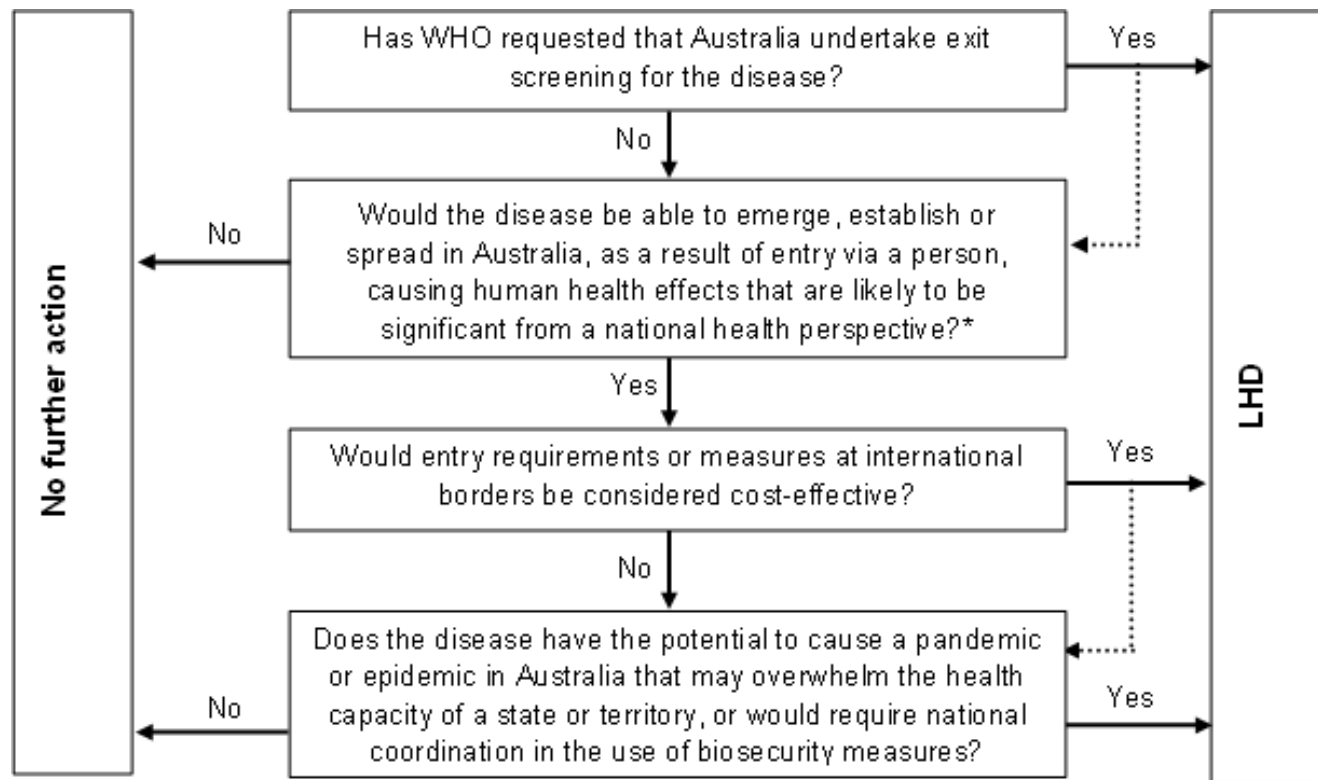 Has WHO requested that Australia undertake exit
screening for the disease?
Yes
No
Would the disease be able to emerge, establish or
spread in Australia, as a result of entry via a person,
causing human health effects that are likely to be
significant from a national health perspective?*
No
Yes
No further action
LHD
Would entry requirements or measures at international
borders be considered cost-effective?
Yes
No
Does the disease have the potential to cause a pandemic
or epidemic in Australia that may overwhelm the health
capacity of a state or territory, or would require national
coordination in the use of biosecurity measures?
No
Yes